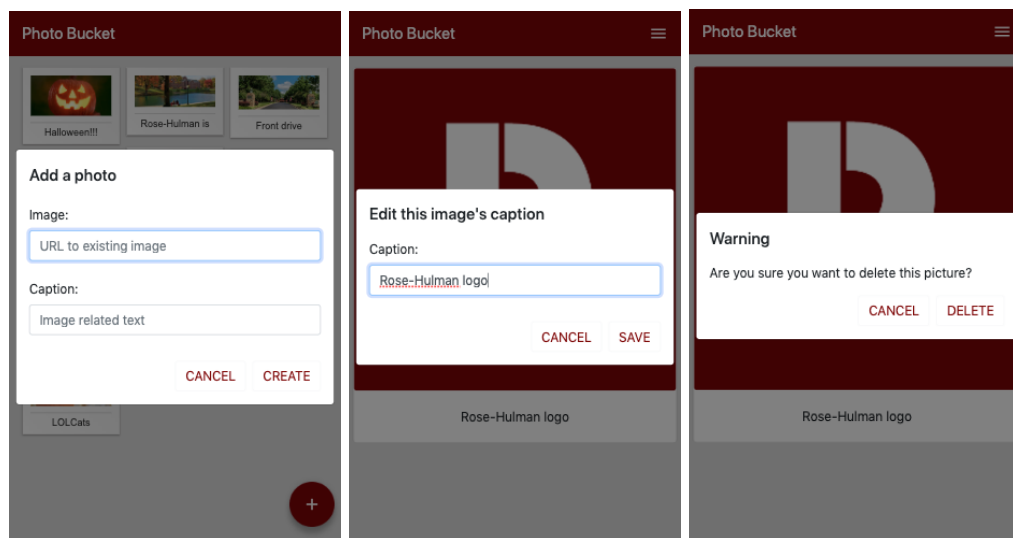 Photo Bucket
Halloween!!!
Rose-Hulman is
Front drive
Add a photo
Image:
URL to existing image
Caption:
Image related text
CANCEL CREATE
LOLCats
+
Photo Bucket
Edit this image's caption
Caption:
Rose-Hulman logo
CANCEL SAVE
Rose-Hulman logo
Photo Bucket
Warning
Are you sure you want to delete this picture?
CANCEL DELETE
Rose-Hulman logo